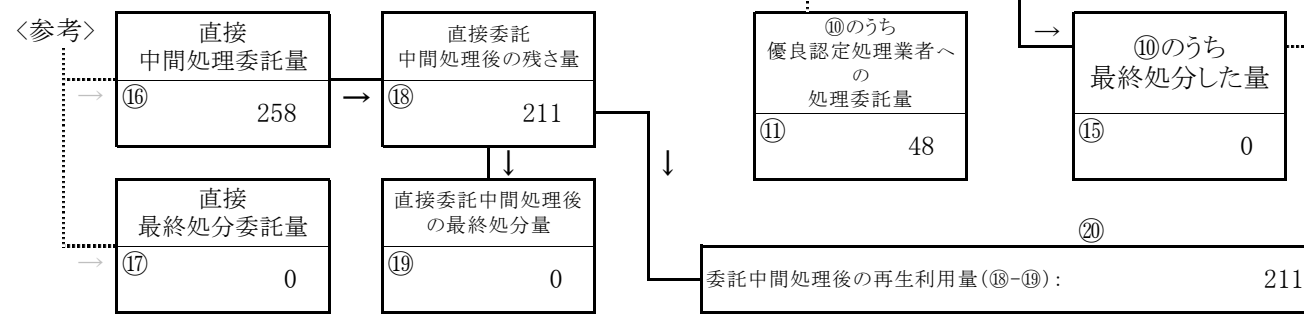 〈参考〉
直接
中間処理委託量
⑯
258
→
→
直接委託
中間処理後の残さ量
⑱
211
⑩のうち
優良認定処理業者へ
の
処理委託量
⑪
48
→
⑩のうち
最終処分した量
⑮
0
↓
↓
直接
最終処分委託量
→
⑰
0
直接委託中間処理後
の最終処分量
⑲
0
⑳
委託中間処理後の再生利用量(⑱-⑲): 211